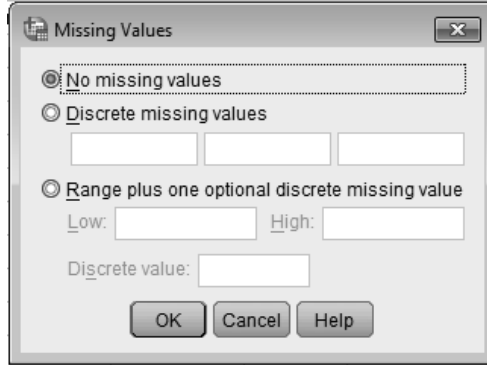 Missing Values
No missing values
Discrete missing values
Range plus one optional discrete missing value
Low: High:
Discrete value:
OK Cancel Help